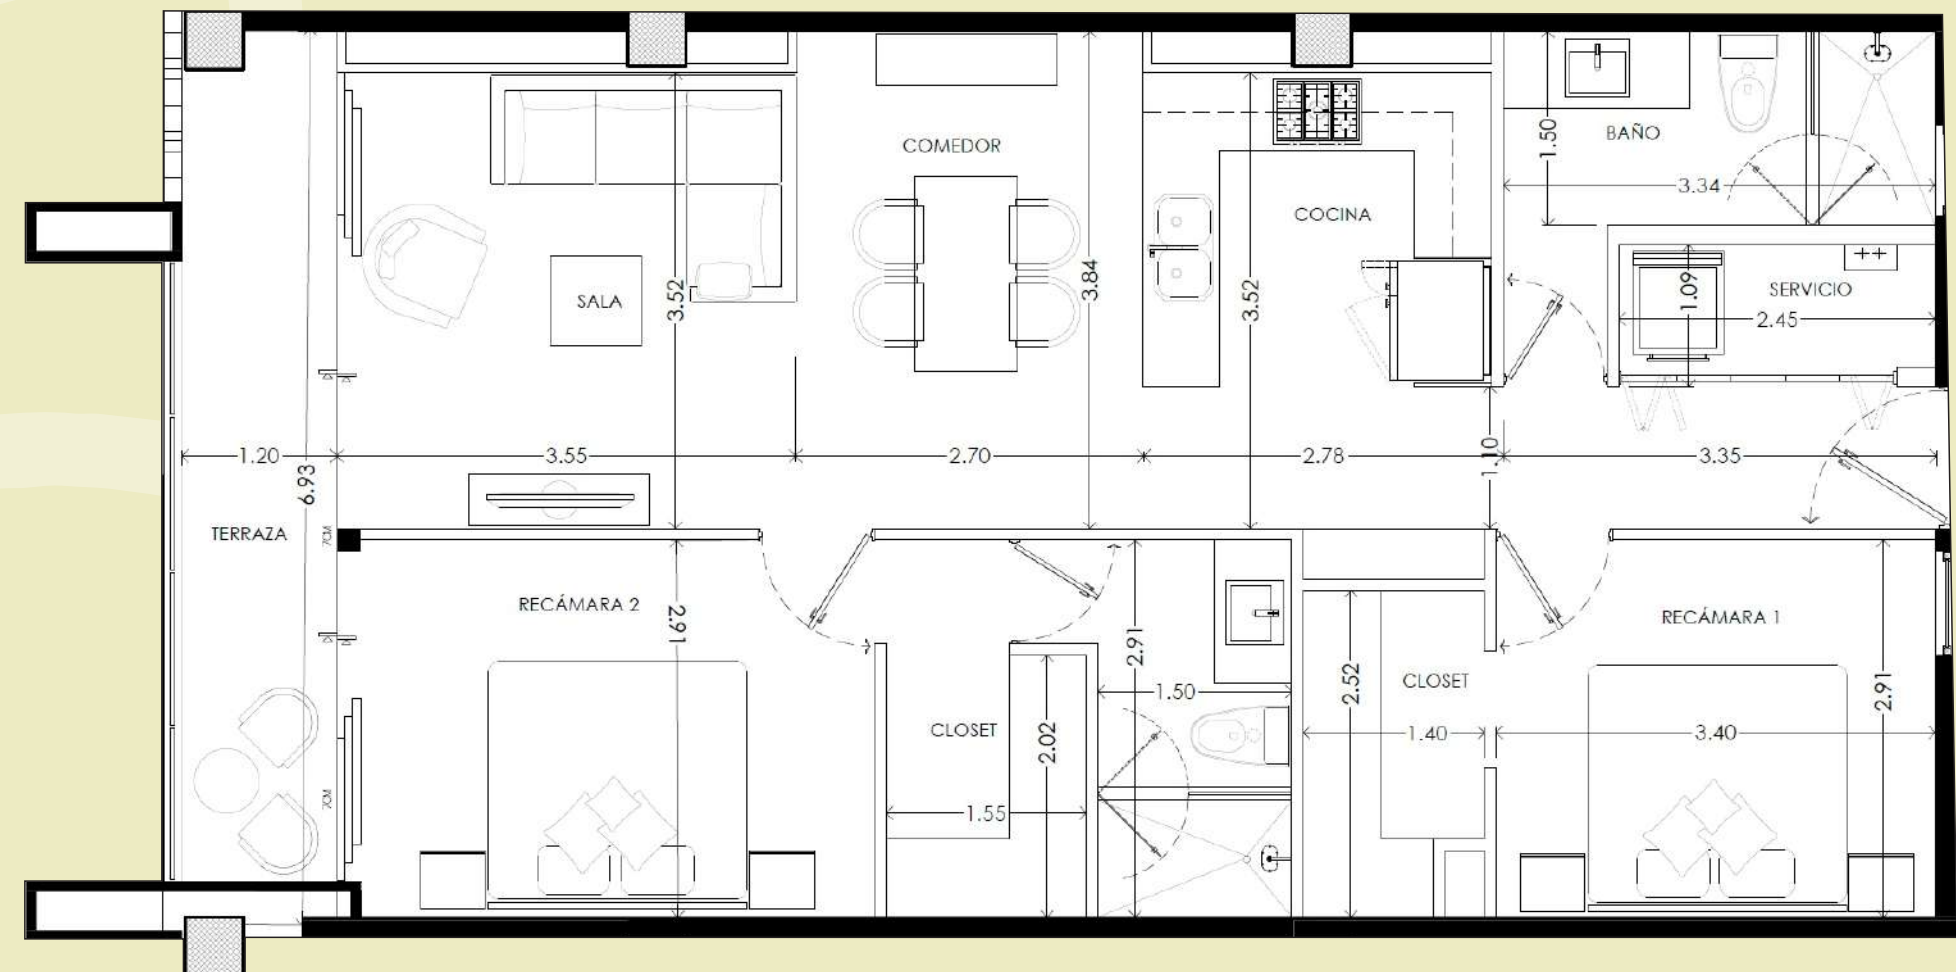 COMEDOR
1.50
BAÑO
3.34
COCINA
SALA
3.52
3.84
3.52
1.09
SERVICIO
2.45
1.20
3.55
2.70
2.78
1.10
3.35
6.93
TERRAZA
7CM
RECÁMARA 2
2.91
2.91
RECÁMARA 1
1.50
2.52
CLOSET
2.91
CLOSET
2.02
1.40
3.40
7CM
1.55